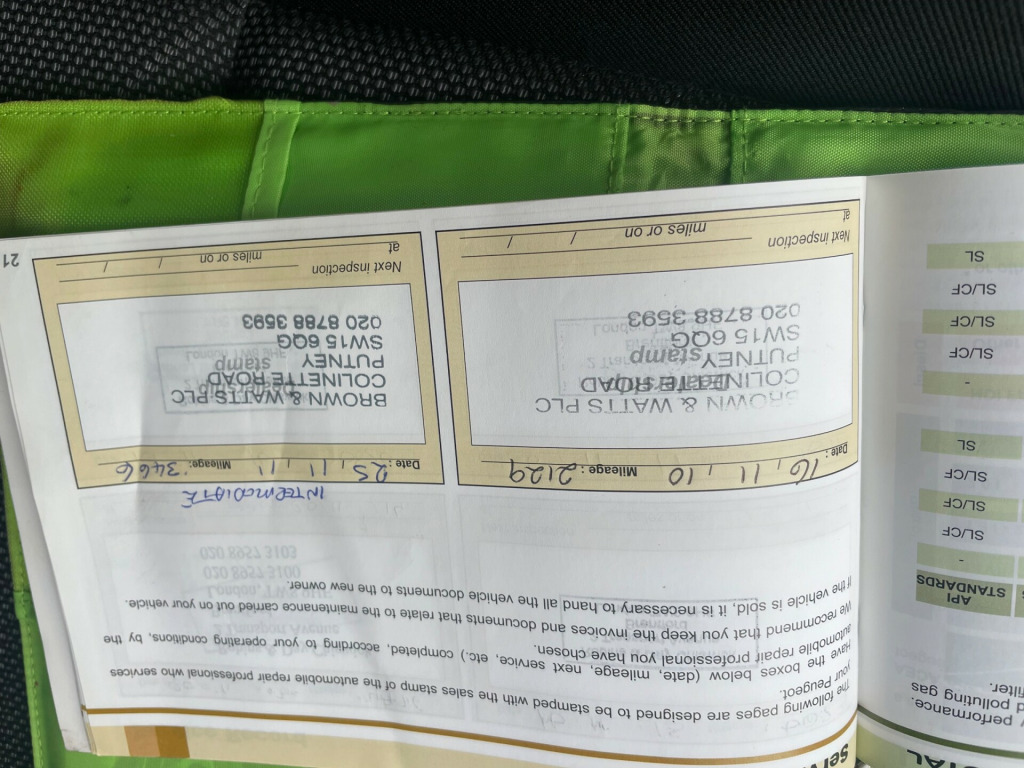 performance.
polluting gas
filter.
API
STANDARDS
-
SL/CF
SL/CF
SL/CF
SL
-
SL/CF
SL/CF
SL/CF
SL
The following pages are designed to be stamped with the sales stamp of the automobile repair professional who services
your Peugeot.
Have the boxes below (date, mileage, next service, etc.) completed, according to your operating conditions, by the
automobile repair professional you have chosen.
We recommend that you keep the invoices and documents that relate to the maintenance carried out on your vehicle.
If the vehicle is sold, it is necessary to hand all the vehicle documents to the new owner.
Date : 16 / 11 / 10 Mileage : 2129
BROWN & WATTS PLC
COLINETTE ROAD
PUTNEY stamp
SW15 6QG
020 8788 3593
Next inspection
at miles or on / /
INTERMEDIATE
Date : 25 / 11 / 11 Mileage: 3466
BROWN & WATTS PLC
COLINETTE ROAD
PUTNEY stamp
SW15 6QG
020 8788 3593
Next inspection
at miles or on / /
21